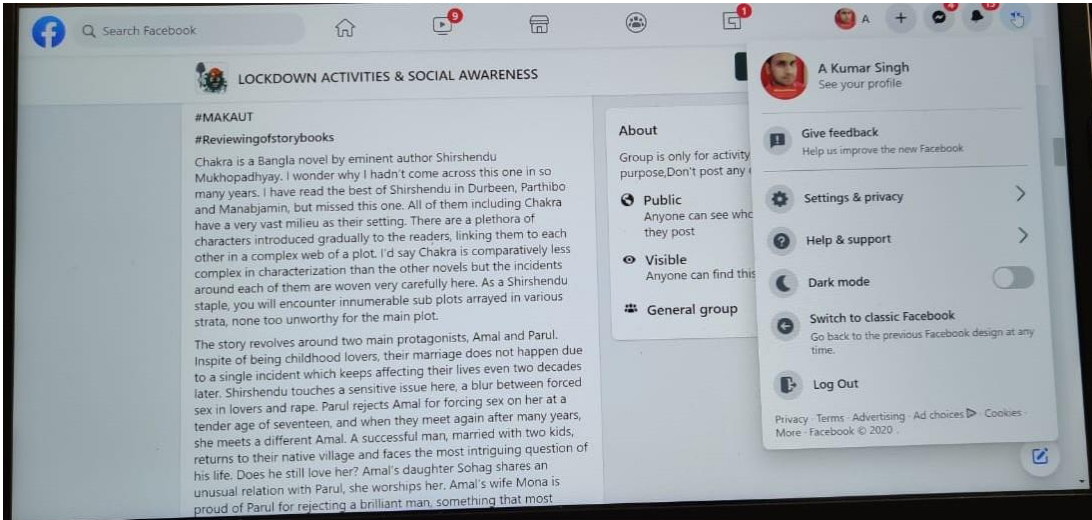 Search Facebook
9
1
A
LOCKDOWN ACTIVITIES & SOCIAL AWARENESS
#MAKAUT
#Reviewingofstorybooks
Chakra is a Bangla novel by eminent author Shirshendu
Mukhopadhyay. I wonder why I hadn't come across this one in so
many years. I have read the best of Shirshendu in Durbeen, Parthibo
and Manabjamin, but missed this one. All of them including Chakra
have a very vast milieu as their setting. There are a plethora of
characters introduced gradually to the readers, linking them to each
other in a complex web of a plot. I'd say Chakra is comparatively less
complex in characterization than the other novels but the incidents
around each of them are woven very carefully here. As a Shirshendu
staple, you will encounter innumerable sub plots arrayed in various
strata, none too unworthy for the main plot.
The story revolves around two main protagonists, Amal and Parul.
Inspite of being childhood lovers, their marriage does not happen due
to a single incident which keeps affecting their lives even two decades
later. Shirshendu touches a sensitive issue here, a blur between forced
sex in lovers and rape. Parul rejects Amal for forcing sex on her at a
tender age of seventeen, and when they meet again after many years,
she meets a different Amal. A successful man, married with two kids,
returns to their native village and faces the most intriguing question of
his life. Does he still love her? Amal's daughter Sohag shares an
unusual relation with Parul, she worships her. Amal's wife Mona is
proud of Parul for rejecting a brilliant man, something that most
About
Group is only for activity
purpose,Don't post any
Public
Anyone can see who
they post
Visible
Anyone can find this
General group
A Kumar Singh
See your profile
Give feedback
Help us improve the new Facebook
Settings & privacy
Help & support
Dark mode
Switch to classic Facebook
Go back to the previous Facebook design at any
time.
Log Out
Privacy · Terms · Advertising · Ad choices · Cookies ·
More · Facebook © 2020 .